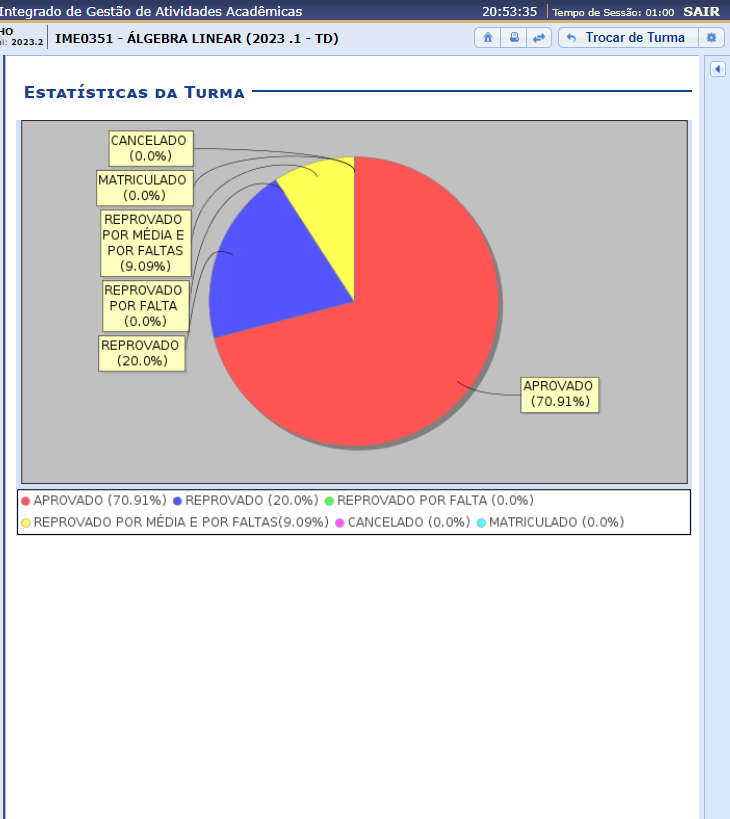 Integrado de Gestão de Atividades Acadêmicas 20:53:35 Tempo de Sessão: 01:00 SAIR
HO
el: 2023.2
IME0351 - ÁLGEBRA LINEAR (2023 .1 - TD) Trocar de Turma
ESTATÍSTICAS DA TURMA
CANCELADO
(0.0%)
MATRICULADO
(0.0%)
REPROVADO
POR MÉDIA E
POR FALTAS
(9.09%)
REPROVADO
POR FALTA
(0.0%)
REPROVADO
(20.0%)
APROVADO
(70.91%)
APROVADO (70.91%) REPROVADO (20.0%) REPROVADO POR FALTA (0.0%)
REPROVADO POR MÉDIA E POR FALTAS(9.09%) CANCELADO (0.0%) MATRICULADO (0.0%)